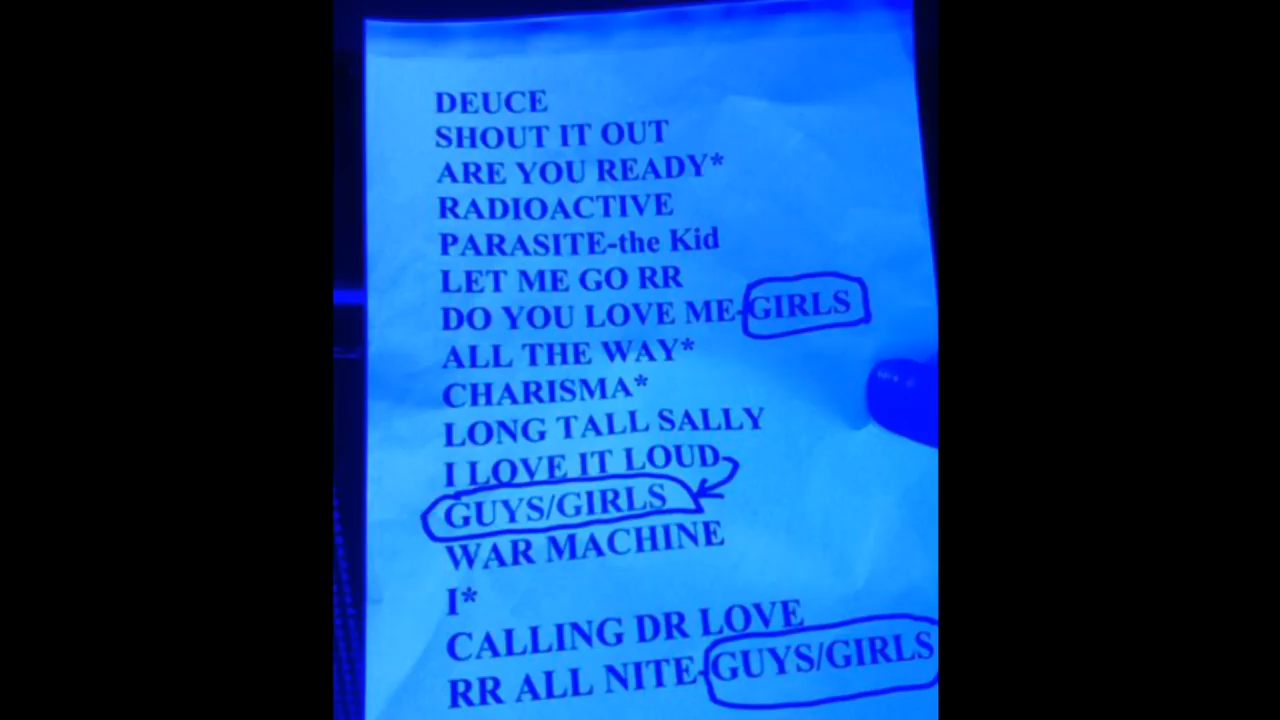 DEUCE
SHOUT IT OUT
ARE YOU READY*
RADIOACTIVE
PARASITE-the Kid
LET ME GO RR
DO YOU LOVE ME-GIRLS
ALL THE WAY*
CHARISMA*
LONG TALL SALLY
I LOVE IT LOUD
GUYS/GIRLS
WAR MACHINE
I*
CALLING DR LOVE
RR ALL NITE-GUYS/GIRLS